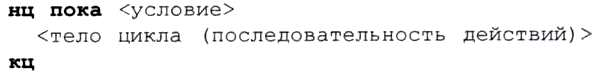 нц пока <условие>
<тело цикла (последовательность действий)>
кц